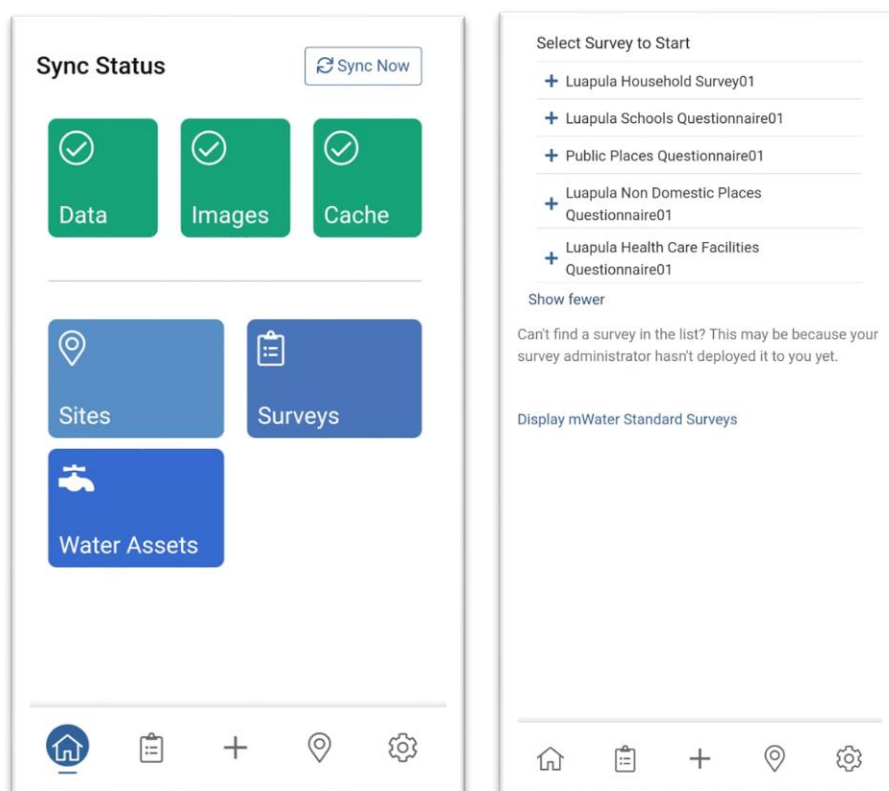 Sync Status
Sync Now
Data
Images
Cache
Sites
Surveys
Water Assets
Select Survey to Start
Luapula Household Survey01
Luapula Schools Questionnaire01
Public Places Questionnaire01
Luapula Non Domestic Places
Questionnaire01
Luapula Health Care Facilities
Questionnaire01
Show fewer
Can't find a survey in the list? This may be because your
survey administrator hasn't deployed it to you yet.
Display mWater Standard Surveys